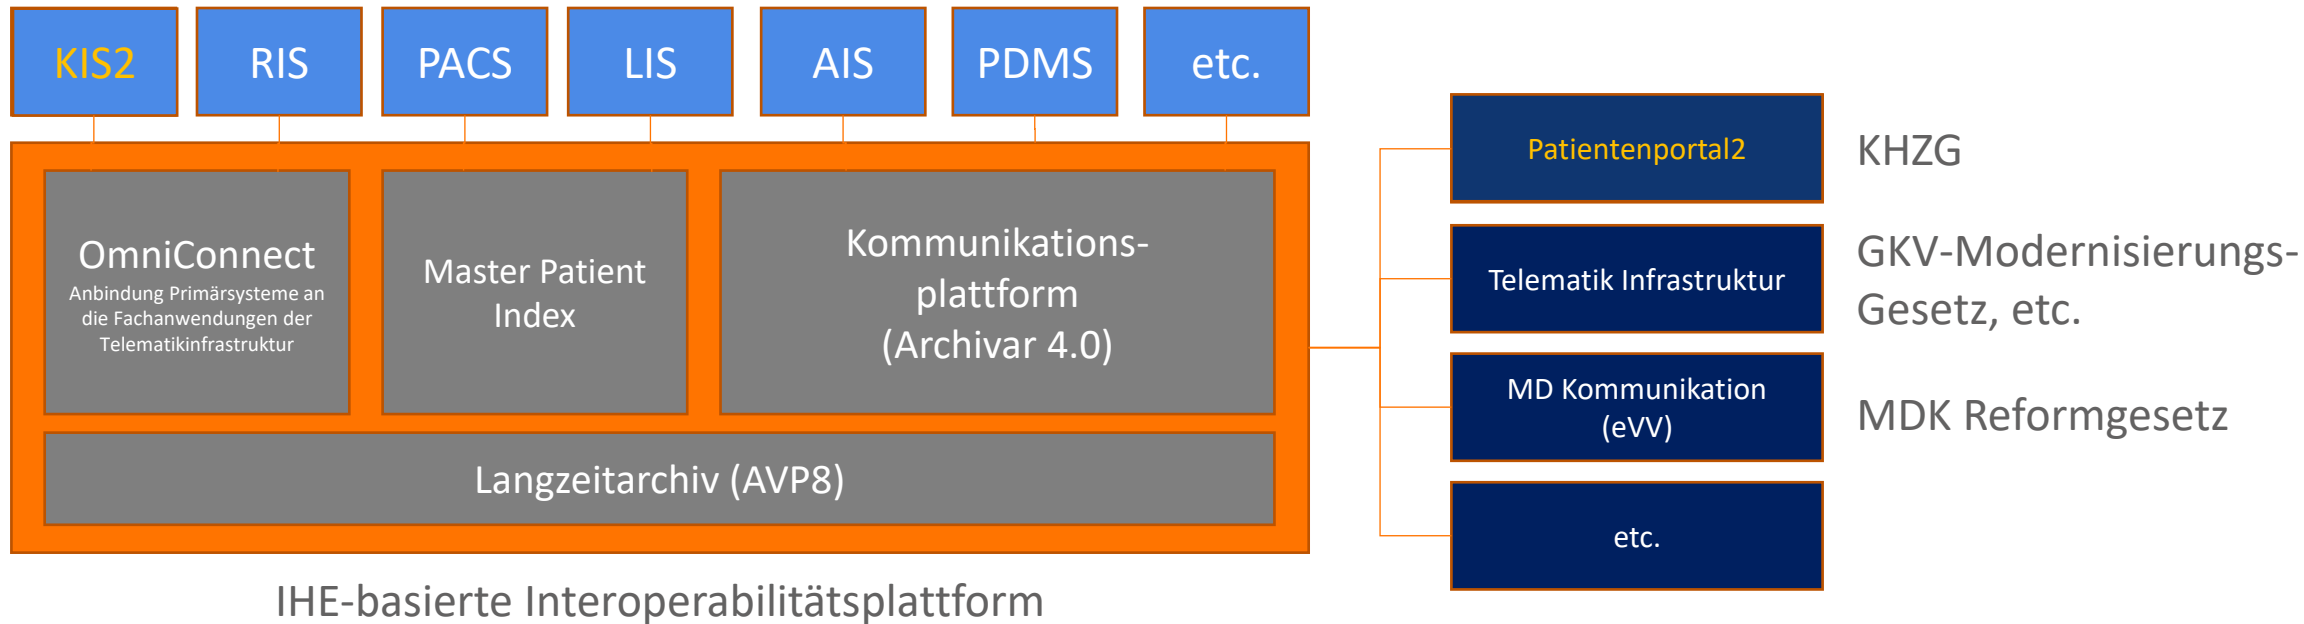 KIS2
RIS
PACS
LIS
AIS
PDMS
etc.
OmniConnect
Anbindung Primärsysteme an
die Fachanwendungen der
Telematikinfrastruktur
Master Patient
Index
Kommunikations-
plattform
(Archivar 4.0)
Langzeitarchiv (AVP8)
IHE-basierte Interoperabilitätsplattform
Patientenportal2
KHZG
Telematik Infrastruktur
GKV-Modernisierungs-
Gesetz, etc.
MD Kommunikation
(eVV)
MDK Reformgesetz
etc.